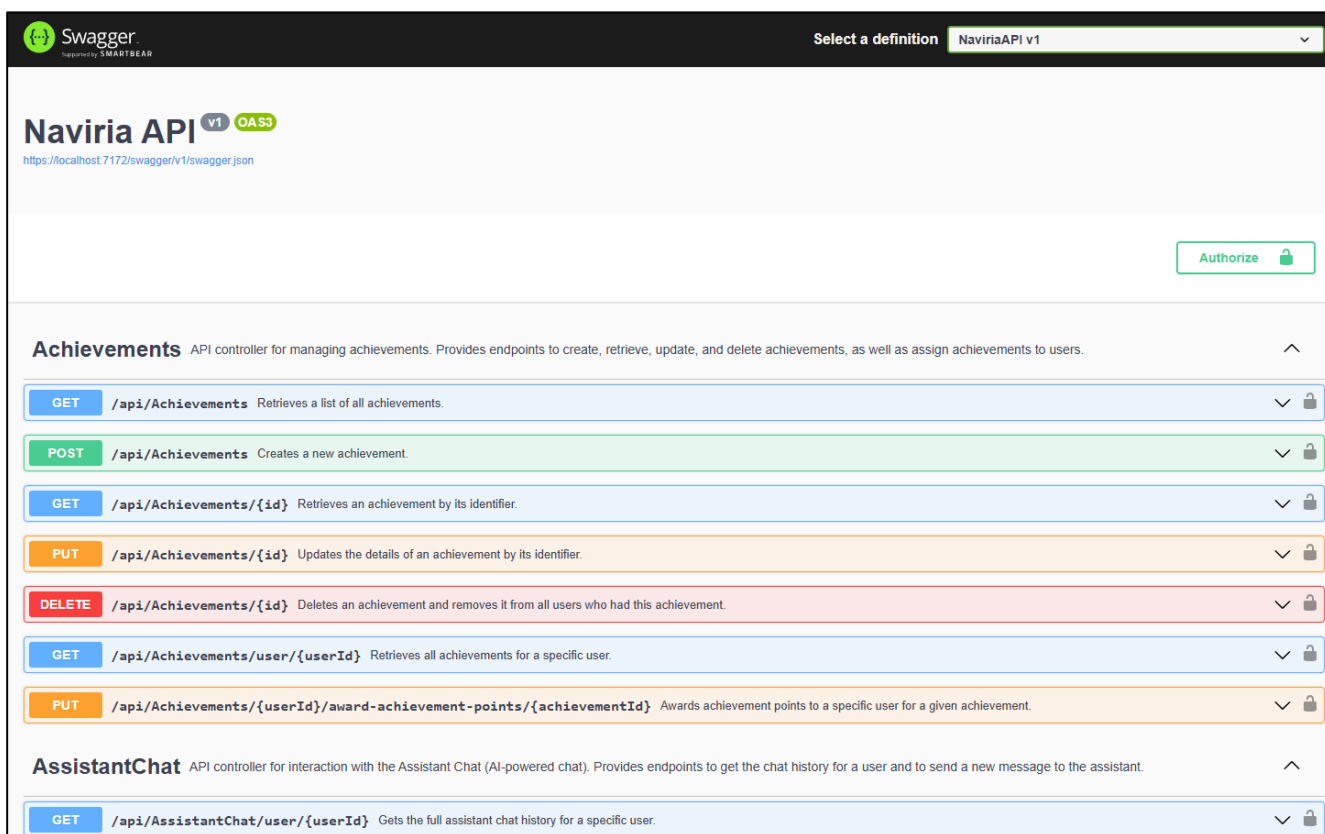 Swagger.
Supported by SMARTBEAR
Select a definition NaviriaAPI v1
Naviria API v1 OAS3
https://localhost:7172/swagger/v1/swagger.json
Authorize
Achievements API controller for managing achievements. Provides endpoints to create, retrieve, update, and delete achievements, as well as assign achievements to users.
GET /api/Achievements Retrieves a list of all achievements.
POST /api/Achievements Creates a new achievement.
GET /api/Achievements/{id} Retrieves an achievement by its identifier.
PUT /api/Achievements/{id} Updates the details of an achievement by its identifier.
DELETE /api/Achievements/{id} Deletes an achievement and removes it from all users who had this achievement.
GET /api/Achievements/user/{userId} Retrieves all achievements for a specific user.
PUT /api/Achievements/{userId}/award-achievement-points/{achievementId} Awards achievement points to a specific user for a given achievement.
AssistantChat API controller for interaction with the Assistant Chat (AI-powered chat). Provides endpoints to get the chat history for a user and to send a new message to the assistant.
GET /api/AssistantChat/user/{userId} Gets the full assistant chat history for a specific user.